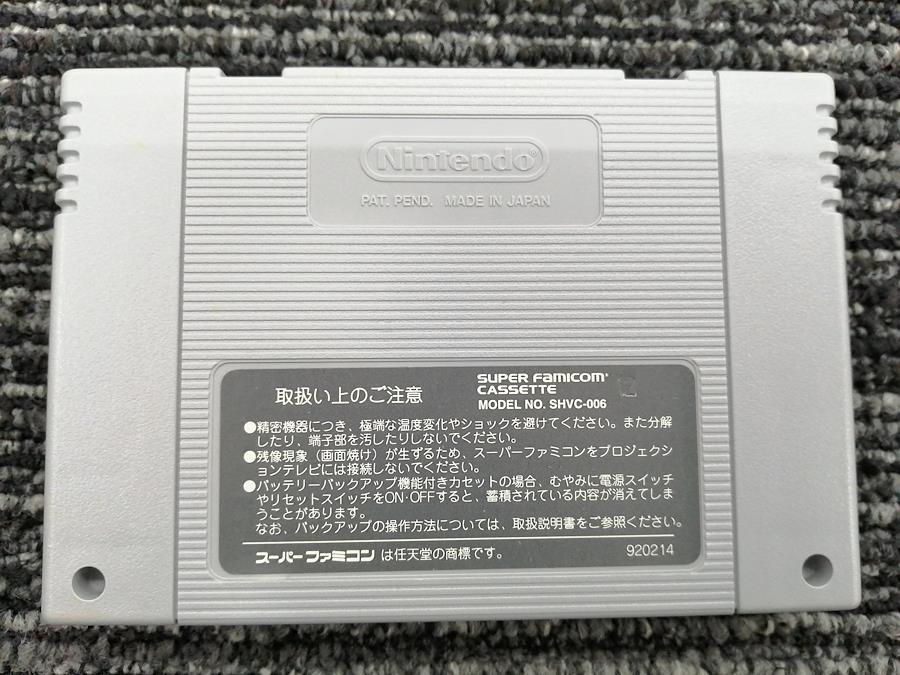 Nintendo®
PAT. PEND. MADE IN JAPAN
取扱い上のご注意
SUPER FAMICOM®
CASSETTE
MODEL NO. SHVC-006
●精密機器につき、極端な温度変化やショックを避けてください。また分解
したり、端子部を汚したりしないでください。
●残像現象（画面焼け）が生ずるため、スーパーファミコンをプロジェクシ
ョンテレビには接続しないでください。
●バッテリーバックアップ機能付きカセットの場合、むやみに電源スイッチ
やリセットスイッチをON･OFFすると、蓄積されている内容が消えてしま
うことがあります。
なお、バックアップの操作方法については、取扱説明書をご参照ください。
スーパーファミコン は任天堂の商標です。
920214